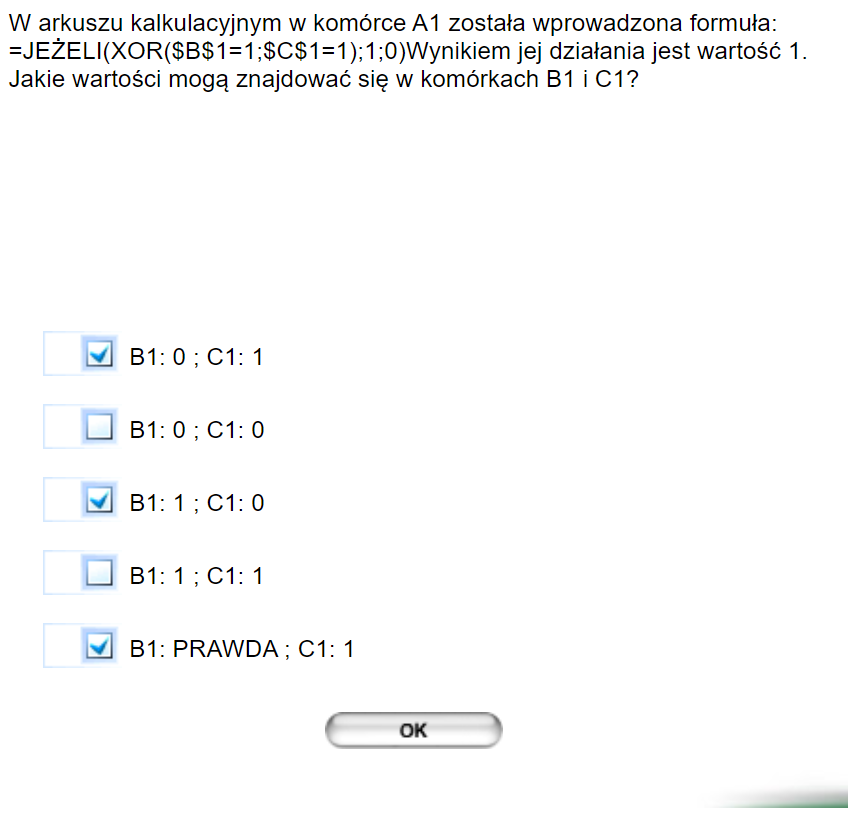 W arkuszu kalkulacyjnym w komórce A1 została wprowadzona formuła:
=JEŻELI(XOR($B$1=1;$C$1=1);1;0)Wynikiem jej działania jest wartość 1.
Jakie wartości mogą znajdować się w komórkach B1 i C1?
B1: 0 ; C1: 1
B1: 0 ; C1: 0
B1: 1 ; C1: 0
B1: 1 ; C1: 1
B1: PRAWDA ; C1: 1
OK